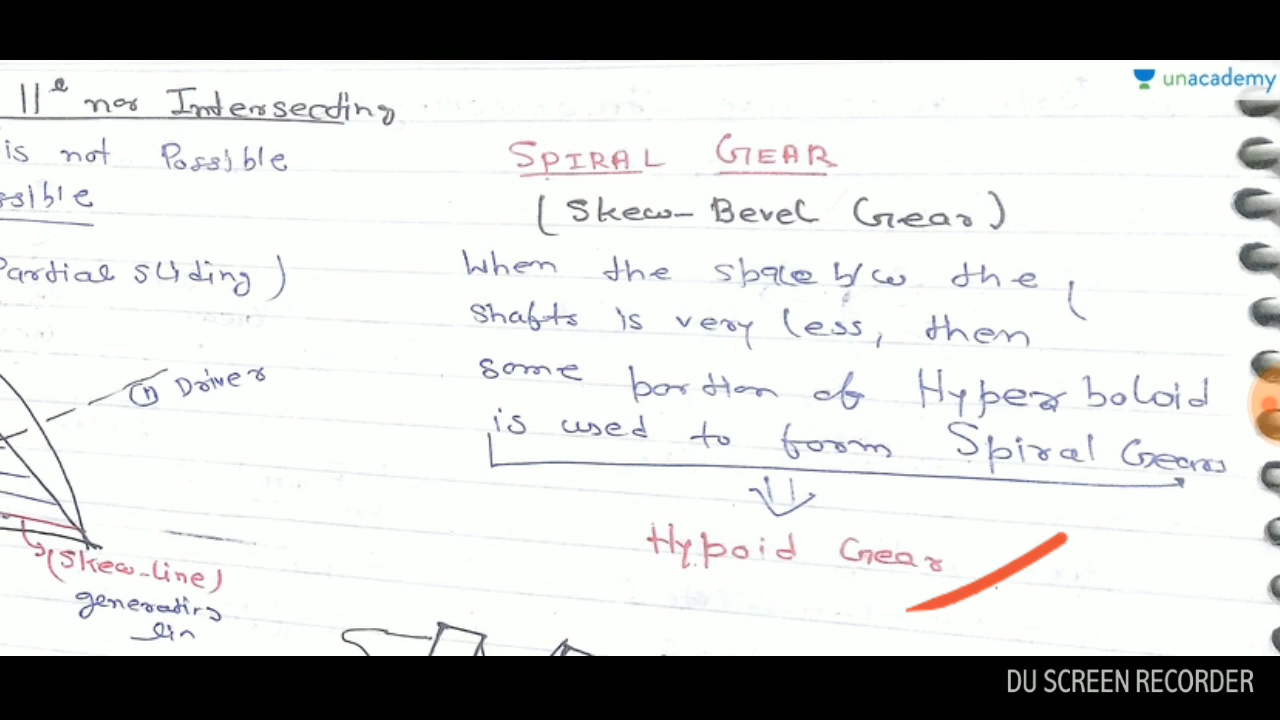 ||e nor Intersecting
unacademy
is not Possible
ssible
Partial sliding)
① Driver
(Skew-line)
generating
SPIRAL GEAR
(Skew-Bevel Gear)
When the space b/w the (
shafts is very less, then
some portion of Hyperboloid
is used to form Spiral Gears
Hypoid Gear
DU SCREEN RECORDER